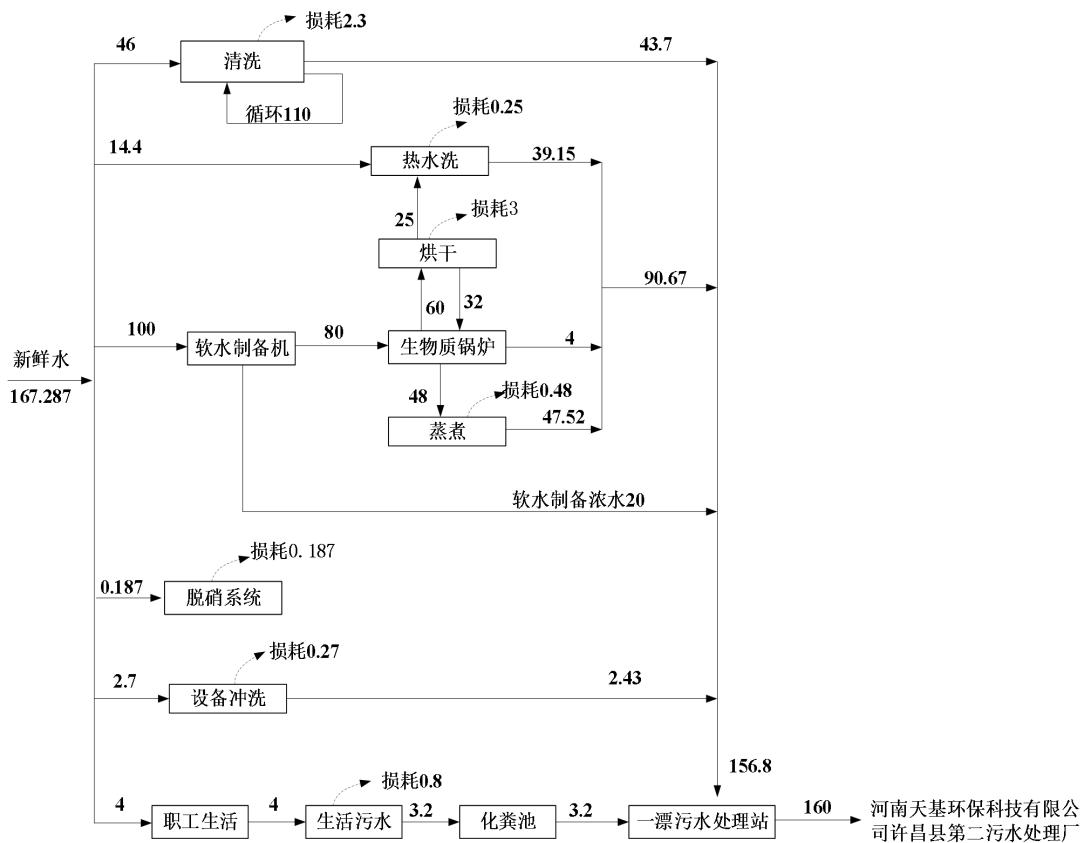 损耗2.3
46
清洗
43.7
循环110
损耗0.25
14.4
热水洗
39.15
25
损耗3
烘干
90.67
60
32
100
软水制备机
80
生物质锅炉
4
新鲜水
167.287
48
损耗0.48
蒸煮
47.52
软水制备浓水20
损耗0.187
0.187
脱硝系统
损耗0.27
2.7
设备冲洗
2.43
156.8
损耗0.8
4
职工生活
4
生活污水
3.2
化粪池
3.2
一漂污水处理站
160
河南天基环保科技有限公
司许昌县第二污水处理厂